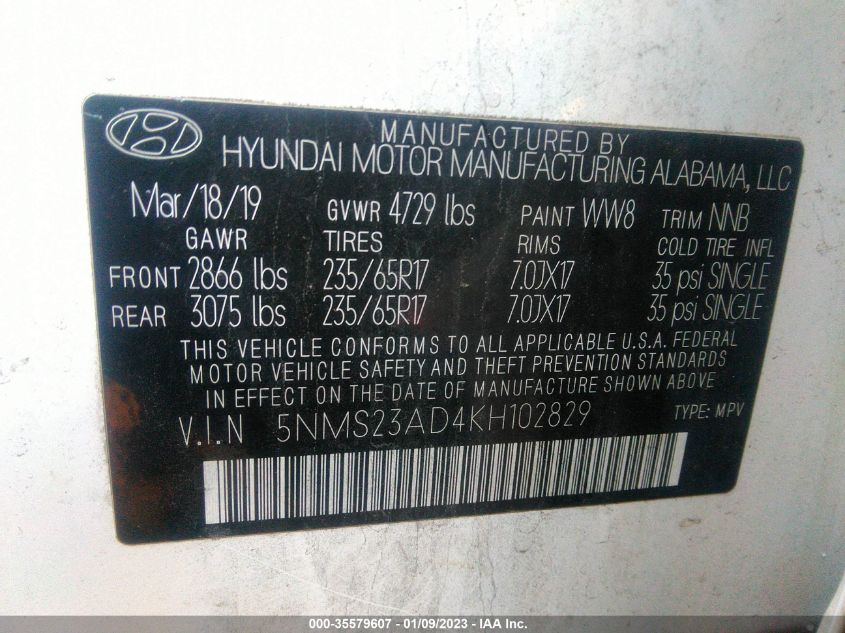 MANUFACTURED BY
HYUNDAI MOTOR MANUFACTURING ALABAMA, LLC
Mar/18/19 GVWR 4729 lbs PAINT WW8 TRIM NNB
GAWR TIRES RIMS COLD TIRE INFL
FRONT 2866 lbs 235/65R17 7.0JX17 35 psi SINGLE
REAR 3075 lbs 235/65R17 7.0JX17 35 psi SINGLE
THIS VEHICLE CONFORMS TO ALL APPLICABLE U.S.A. FEDERAL
MOTOR VEHICLE SAFETY AND THEFT PREVENTION STANDARDS
IN EFFECT ON THE DATE OF MANUFACTURE SHOWN ABOVE
V.I.N 5NMS23AD4KH102829 TYPE: MPV
000-35579607 - 01/09/2023 - IAA Inc.